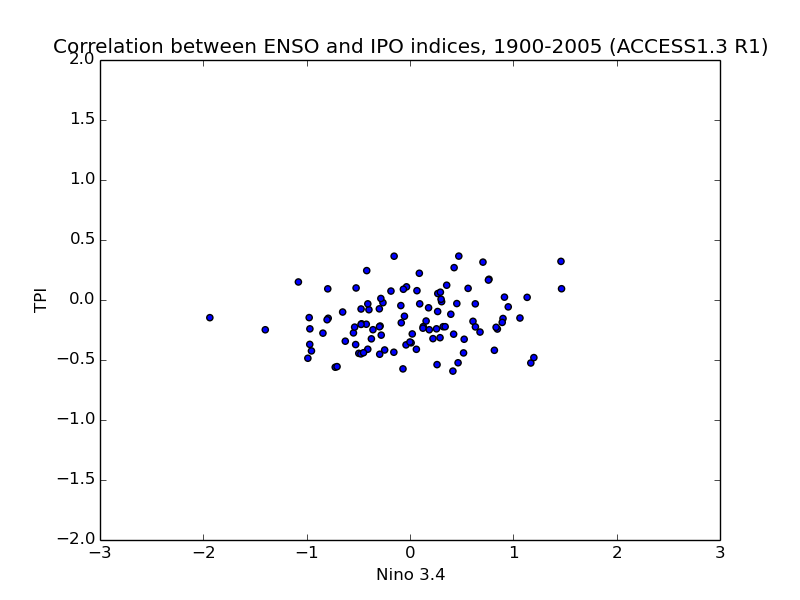 Correlation between ENSO and IPO indices, 1900-2005 (ACCESS1.3 R1)
2.0
1.5
1.0
0.5
0.0
−0.5
−1.0
−1.5
−2.0
TPI
−3 −2 −1 0 1 2 3
Nino 3.4